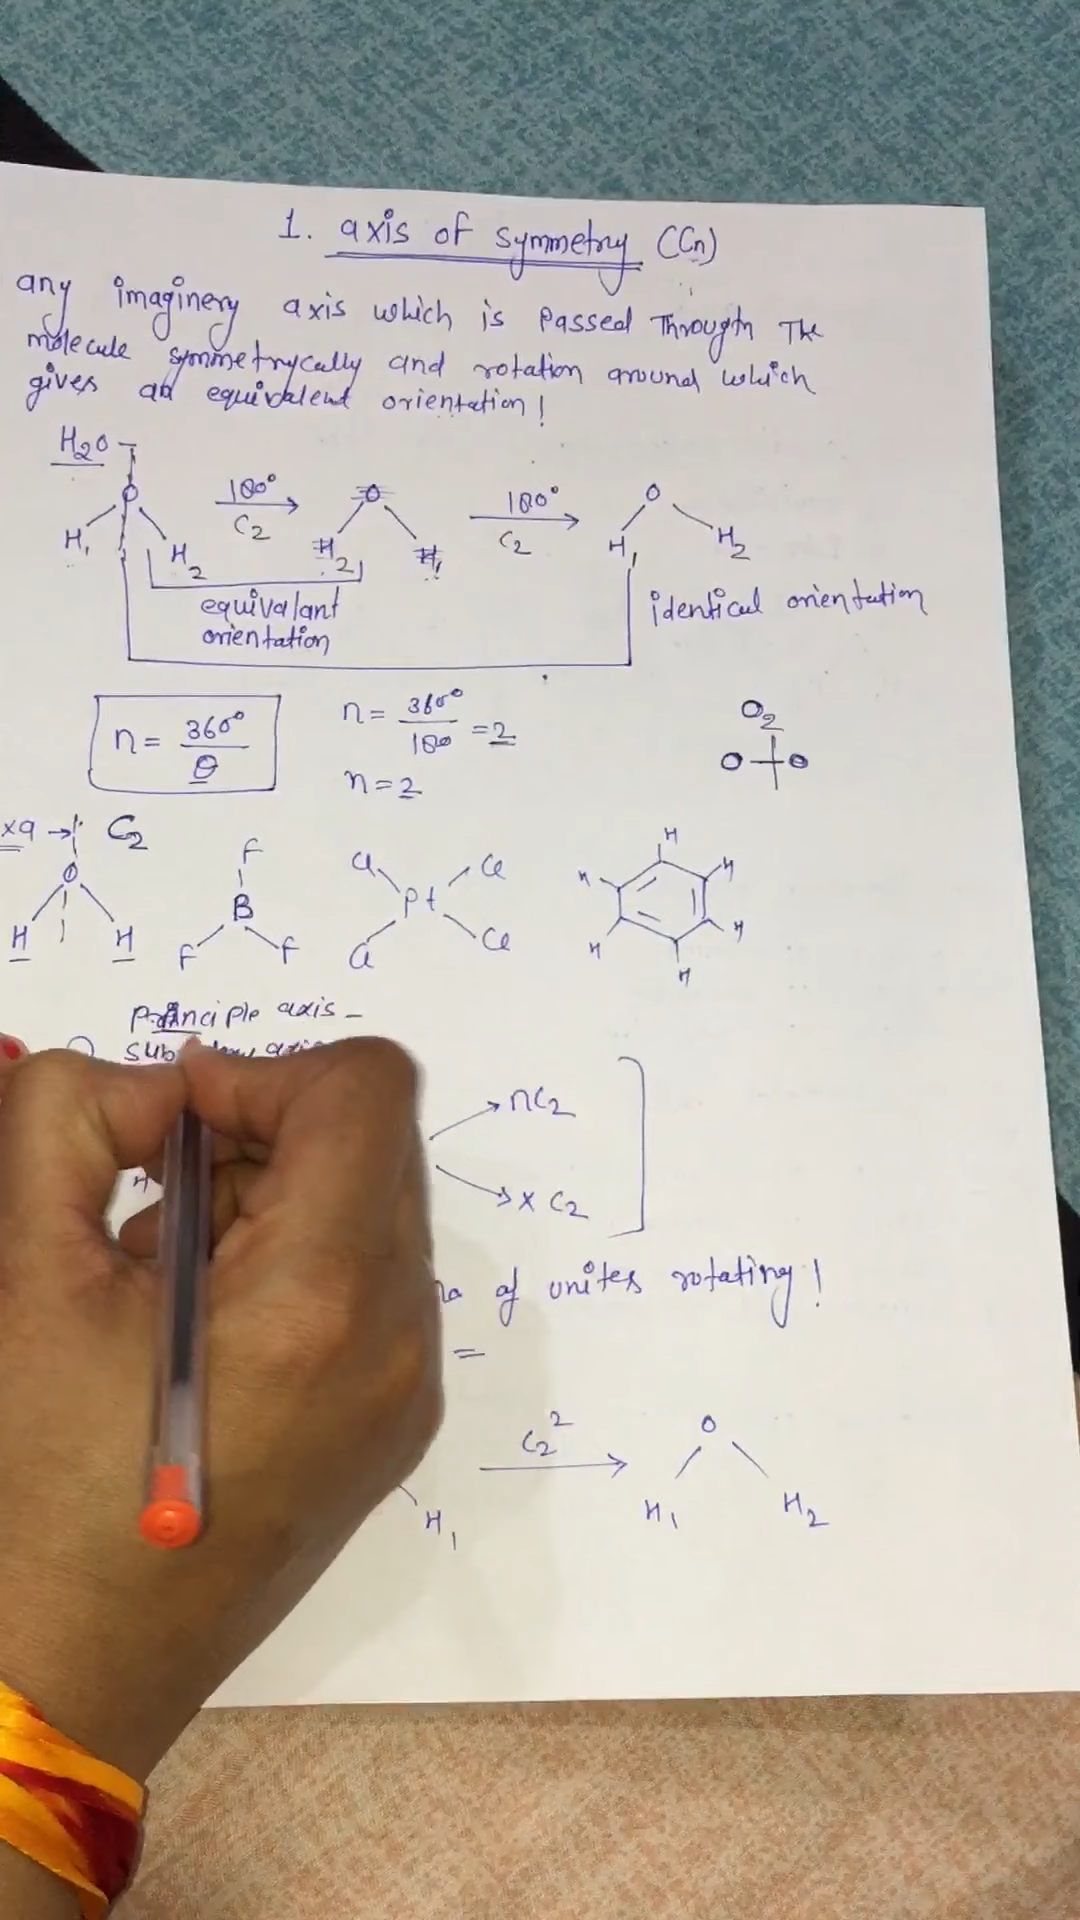 1. axis of symmetry (Cn)
any imaginery axis which is passed Through The
molecule symmetrycally and rotation around which
gives an equivalent orientation!
H2O
O 180° O 180° O
H1 H2 C2 H2 H1 C2 H1 H2
equivalant
orientation
identical orientation
n = 360° / θ
n = 360° / 180 = 2
n = 2
O2
O O
C2
O
H H
F
B
F F
Cl Cl
Pt
Cl Cl
H
H H
H H
H
Principle axis -
axis
nC2
H
x C2
of unites rotating!
=
C2 2
O
H1
H1 H2